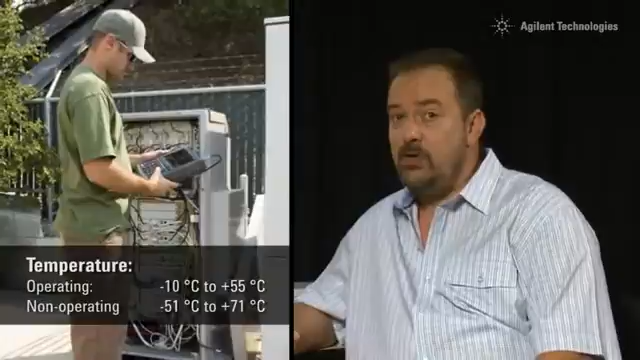 Agilent Technologies
Temperature:
Operating: -10 °C to +55 °C
Non-operating -51 °C to +71 °C